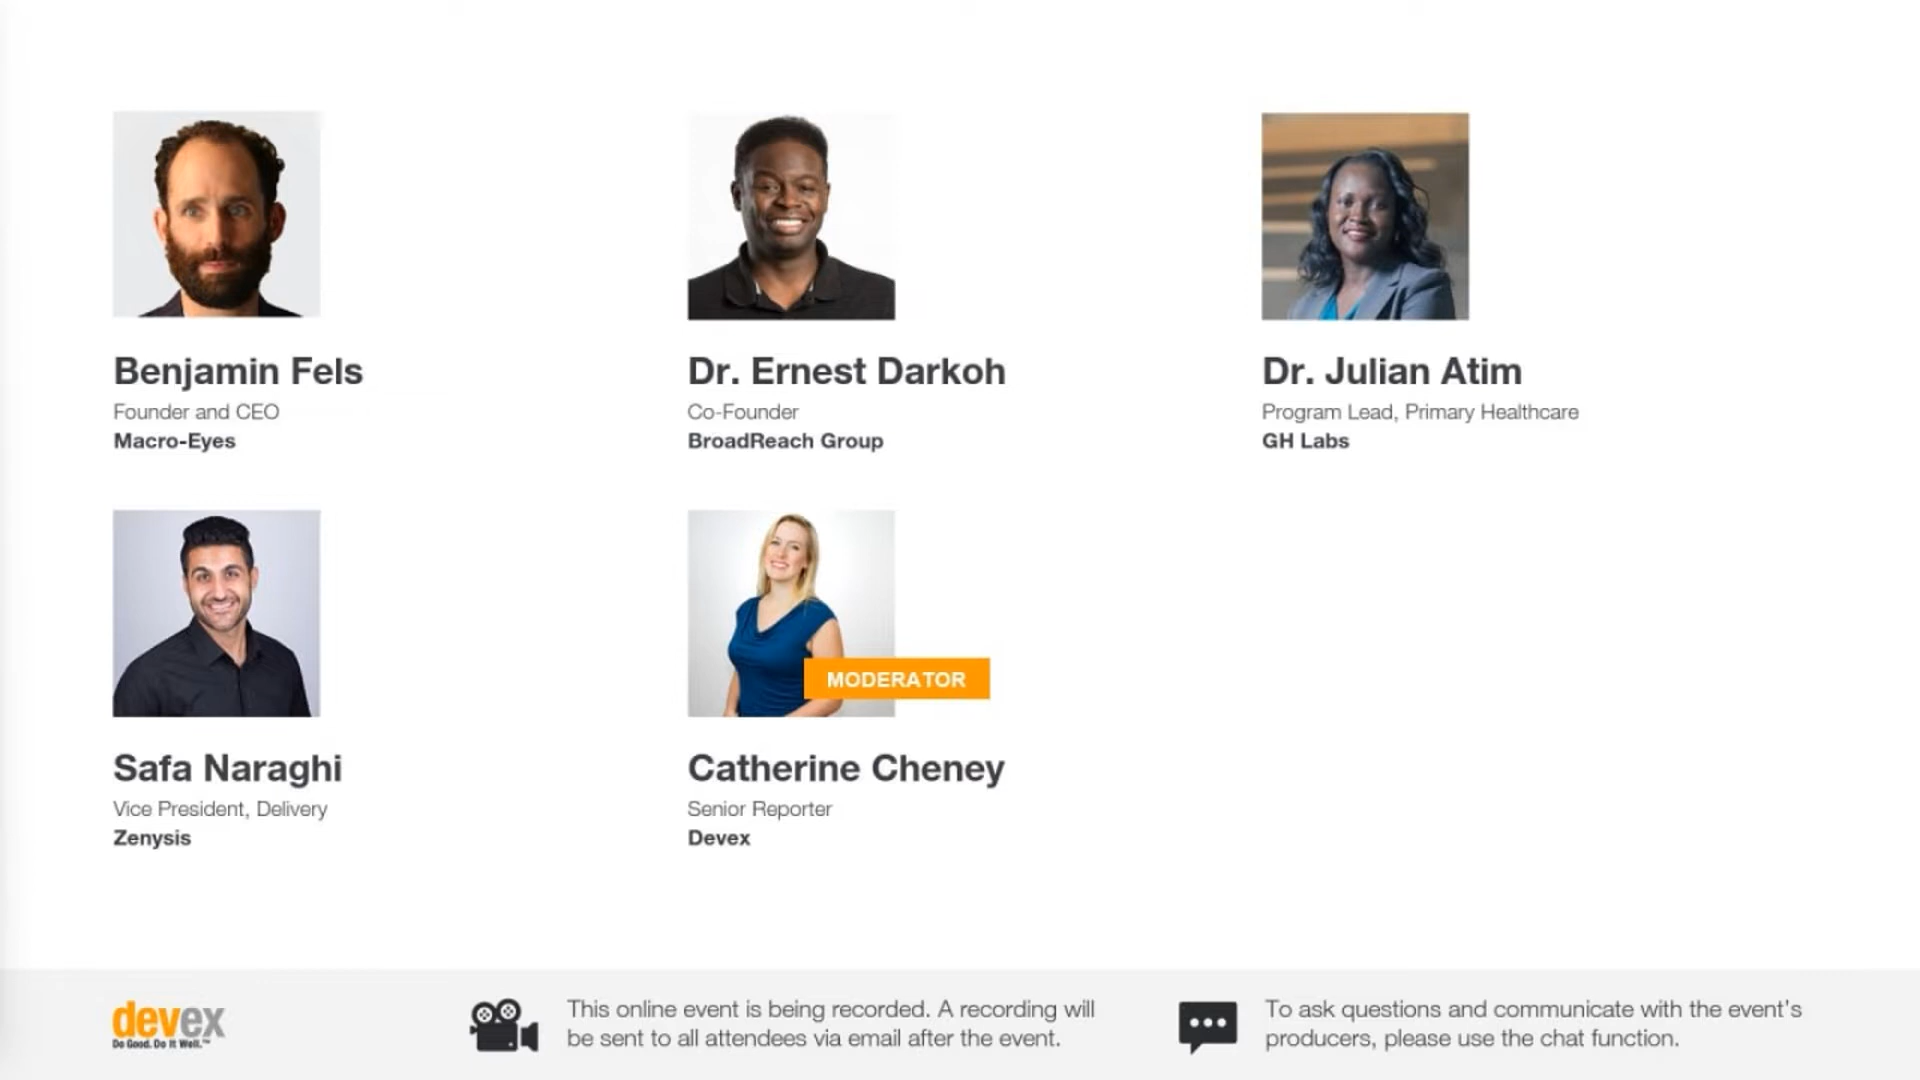 Benjamin Fels
Founder and CEO
Macro-Eyes
Dr. Ernest Darkoh
Co-Founder
BroadReach Group
Dr. Julian Atim
Program Lead, Primary Healthcare
GH Labs
Safa Naraghi
Vice President, Delivery
Zenysis
MODERATOR
Catherine Cheney
Senior Reporter
Devex
devex
Do Good. Do It Well.™
This online event is being recorded. A recording will
be sent to all attendees via email after the event.
To ask questions and communicate with the event's
producers, please use the chat function.